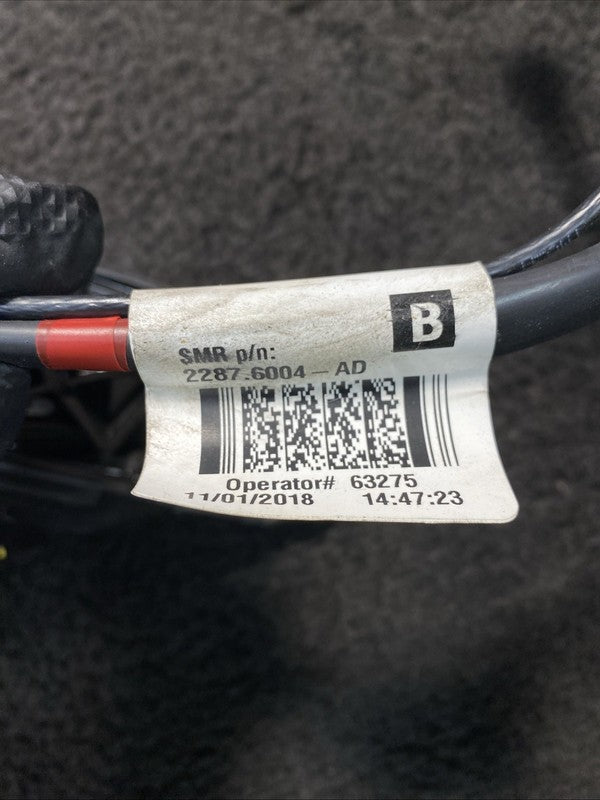 B
SMR p/n:
2287.6004-AD
Operator# 63275
11/01/2018 14:47:23